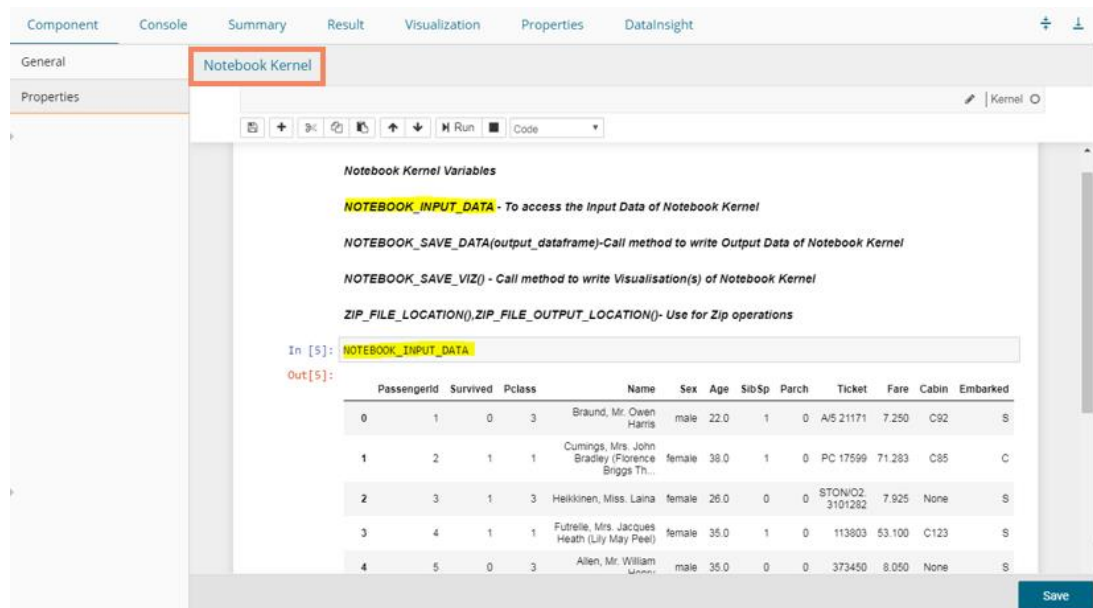 Component Console Summary Result Visualization Properties DataInsight
General
Notebook Kernel
Properties
Kernel
Run Code
Notebook Kernel Variables
NOTEBOOK_INPUT_DATA - To access the Input Data of Notebook Kernel
NOTEBOOK_SAVE_DATA(output_dataframe)-Call method to write Output Data of Notebook Kernel
NOTEBOOK_SAVE_VIZ() - Call method to write Visualisation(s) of Notebook Kernel
ZIP_FILE_LOCATION(),ZIP_FILE_OUTPUT_LOCATION()- Use for Zip operations
In [5]: NOTEBOOK_INPUT_DATA
Out[5]:
PassengerId Survived Pclass Name Sex Age SibSp Parch Ticket Fare Cabin Embarked
0 1 0 3 Braund, Mr. Owen male 22.0 1 0 A/5 21171 7.250 C92 S
Harris
Cumings, Mrs. John
1 2 1 1 Bradley (Florence female 38.0 1 0 PC 17599 71.283 C85 C
Briggs Th...
2 3 1 3 Heikkinen, Miss. Laina female 26.0 0 0 STON/O2. 7.925 None S
3101282
3 4 1 1 Futrelle, Mrs. Jacques female 35.0 1 0 113803 53.100 C123 S
Heath (Lily May Peel)
4 5 0 3 Allen, Mr. William male 35.0 0 0 373450 8.050 None S
Henry
Save